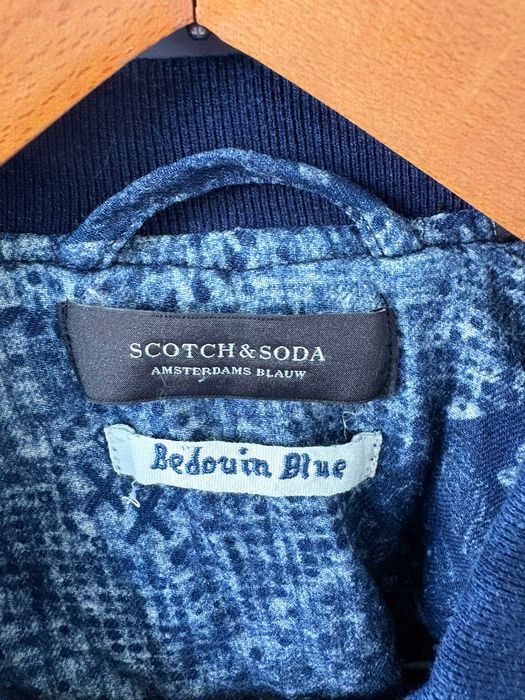 SCOTCH & SODA
AMSTERDAMS BLAUW
Bedouin Blue